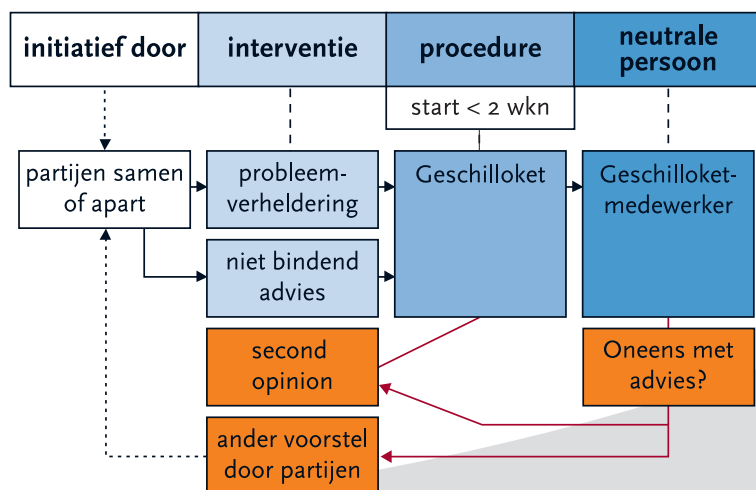 initiatief door
interventie
procedure
neutrale
persoon
start < 2 wkn
partijen samen
of apart
probleem-
verheldering
Geschilloket
Geschilloket-
medewerker
niet bindend
advies
second
opinion
Oneens met
advies?
ander voorstel
door partijen